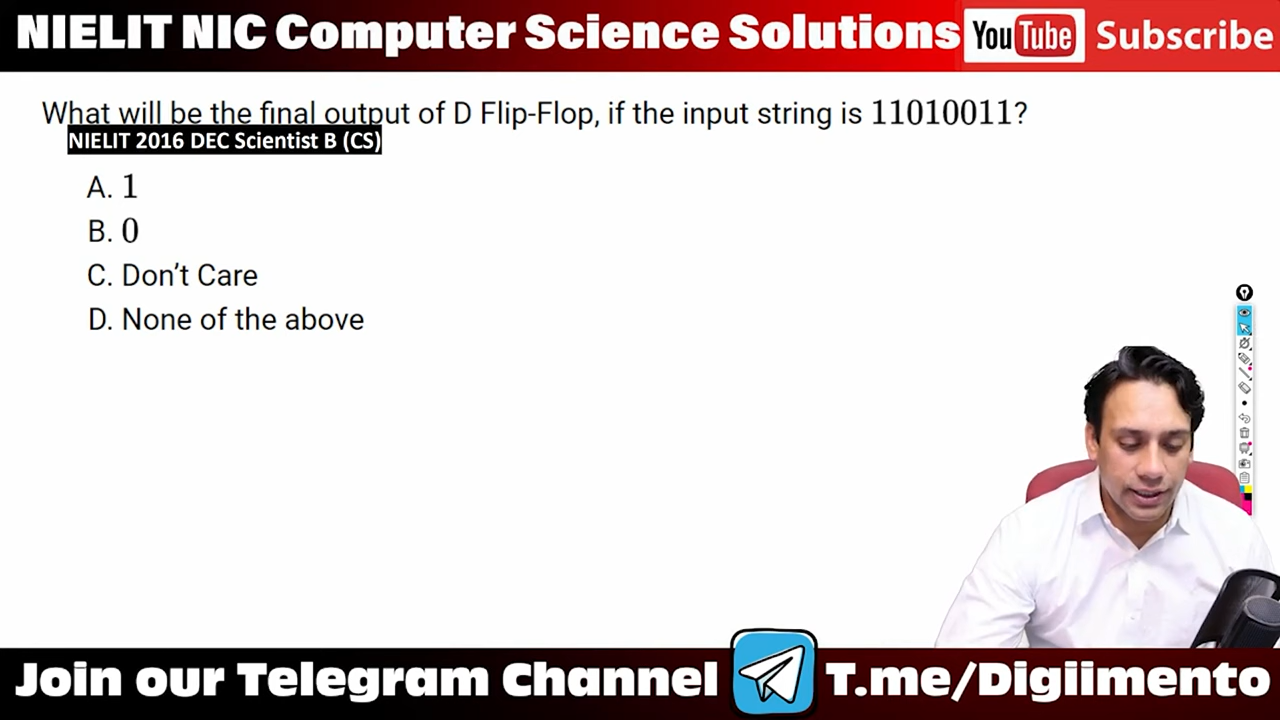 NIELIT NIC Computer Science Solutions YouTube Subscribe
What will be the final output of D Flip-Flop, if the input string is 11010011?
NIELIT 2016 DEC Scientist B (CS)
A. 1
B. 0
C. Don’t Care
D. None of the above
Join our Telegram Channel T.me/Digiimento